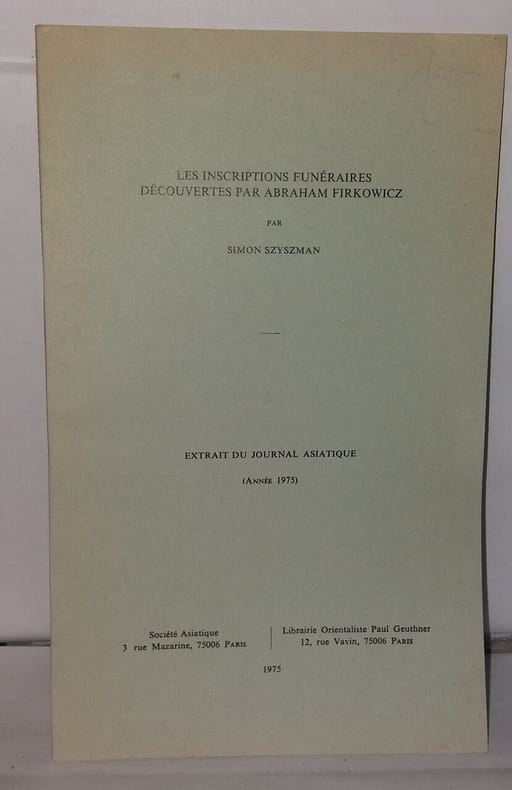 LES INSCRIPTIONS FUNÉRAIRES
DÉCOUVERTES PAR ABRAHAM FIRKOWICZ
PAR
SIMON SZYSZMAN
EXTRAIT DU JOURNAL ASIATIQUE
(ANNÉE 1975)
Société Asiatique
3 rue Mazarine, 75006 PARIS
Librairie Orientaliste Paul Geuthner
12, rue Vavin, 75006 PARIS
1975